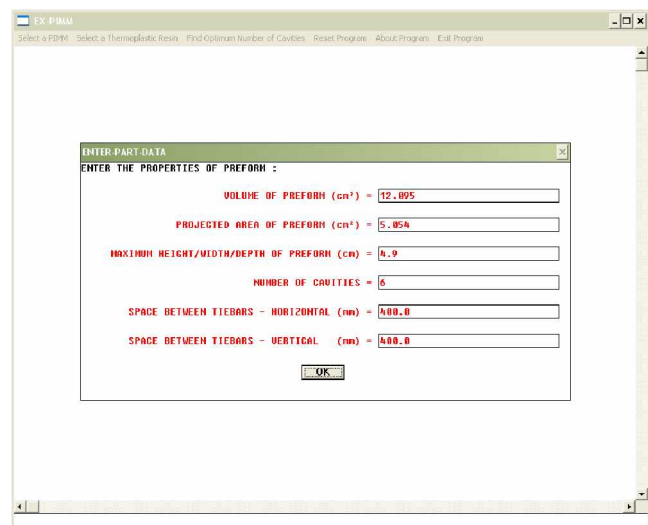 EX-PIMM
Select a PIMM Select a Thermoplastic Resin Find Optimum Number of Cavities Reset Program About Program Exit Program
ENTER-PART-DATA
ENTER THE PROPERTIES OF PREFORM :
VOLUME OF PREFORM (cm³) = 12.095
PROJECTED AREA OF PREFORM (cm²) = 5.054
MAXIMUM HEIGHT/WIDTH/DEPTH OF PREFORM (cm) = 4.9
NUMBER OF CAVITIES = 6
SPACE BETWEEN TIEBARS - HORIZONTAL (mm) = 400.0
SPACE BETWEEN TIEBARS - VERTICAL (mm) = 400.0
OK